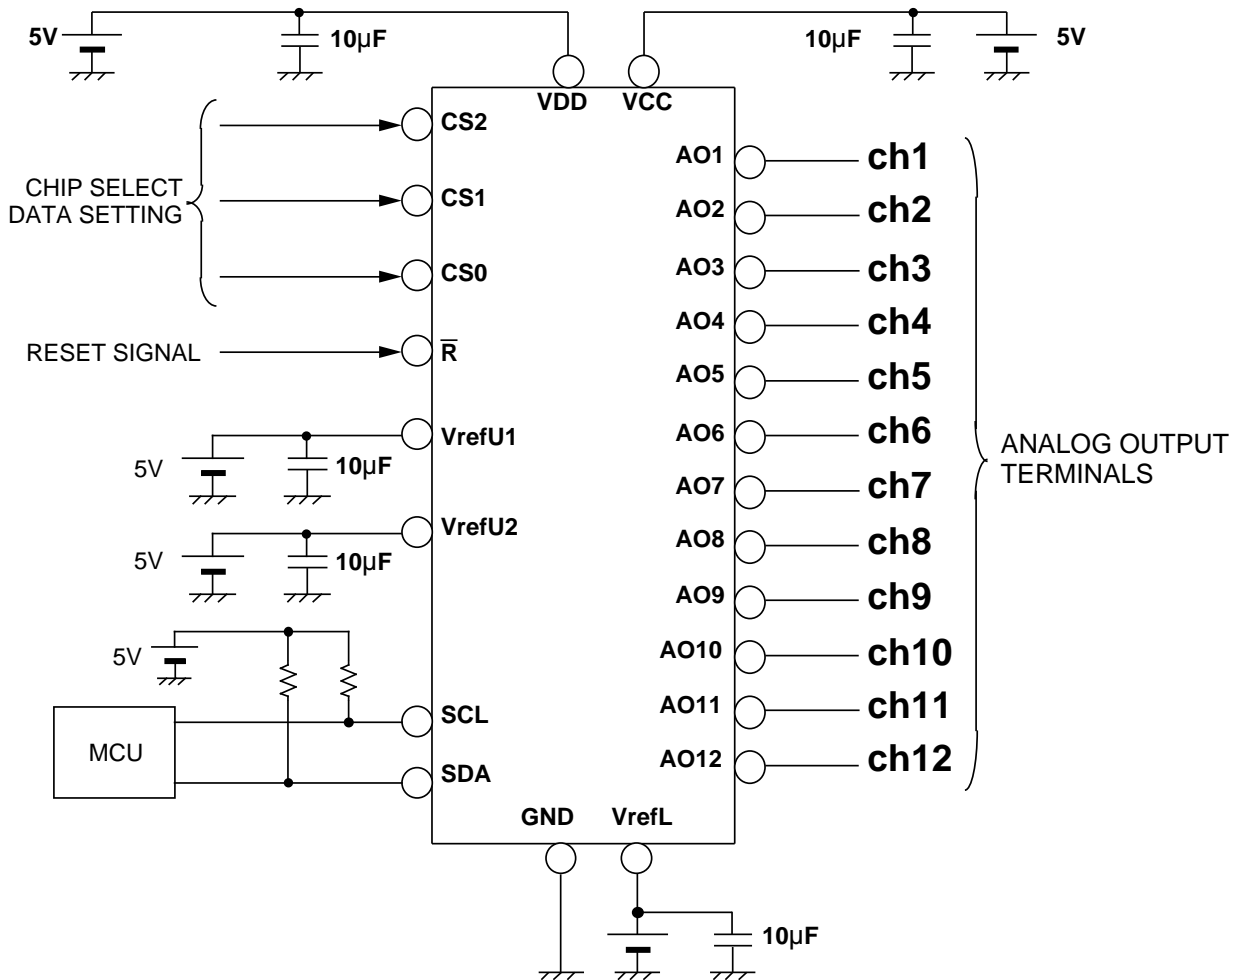 5V
10µF
10µF
5V
VDD
VCC
CS2
CHIP SELECT
DATA SETTING
CS1
CS0
RESET SIGNAL
R̅
VrefU1
5V
10µF
VrefU2
5V
10µF
5V
MCU
SCL
SDA
GND
VrefL
10µF
AO1
ch1
AO2
ch2
AO3
ch3
AO4
ch4
AO5
ch5
AO6
ch6
AO7
ch7
AO8
ch8
AO9
ch9
AO10
ch10
AO11
ch11
AO12
ch12
ANALOG OUTPUT
TERMINALS